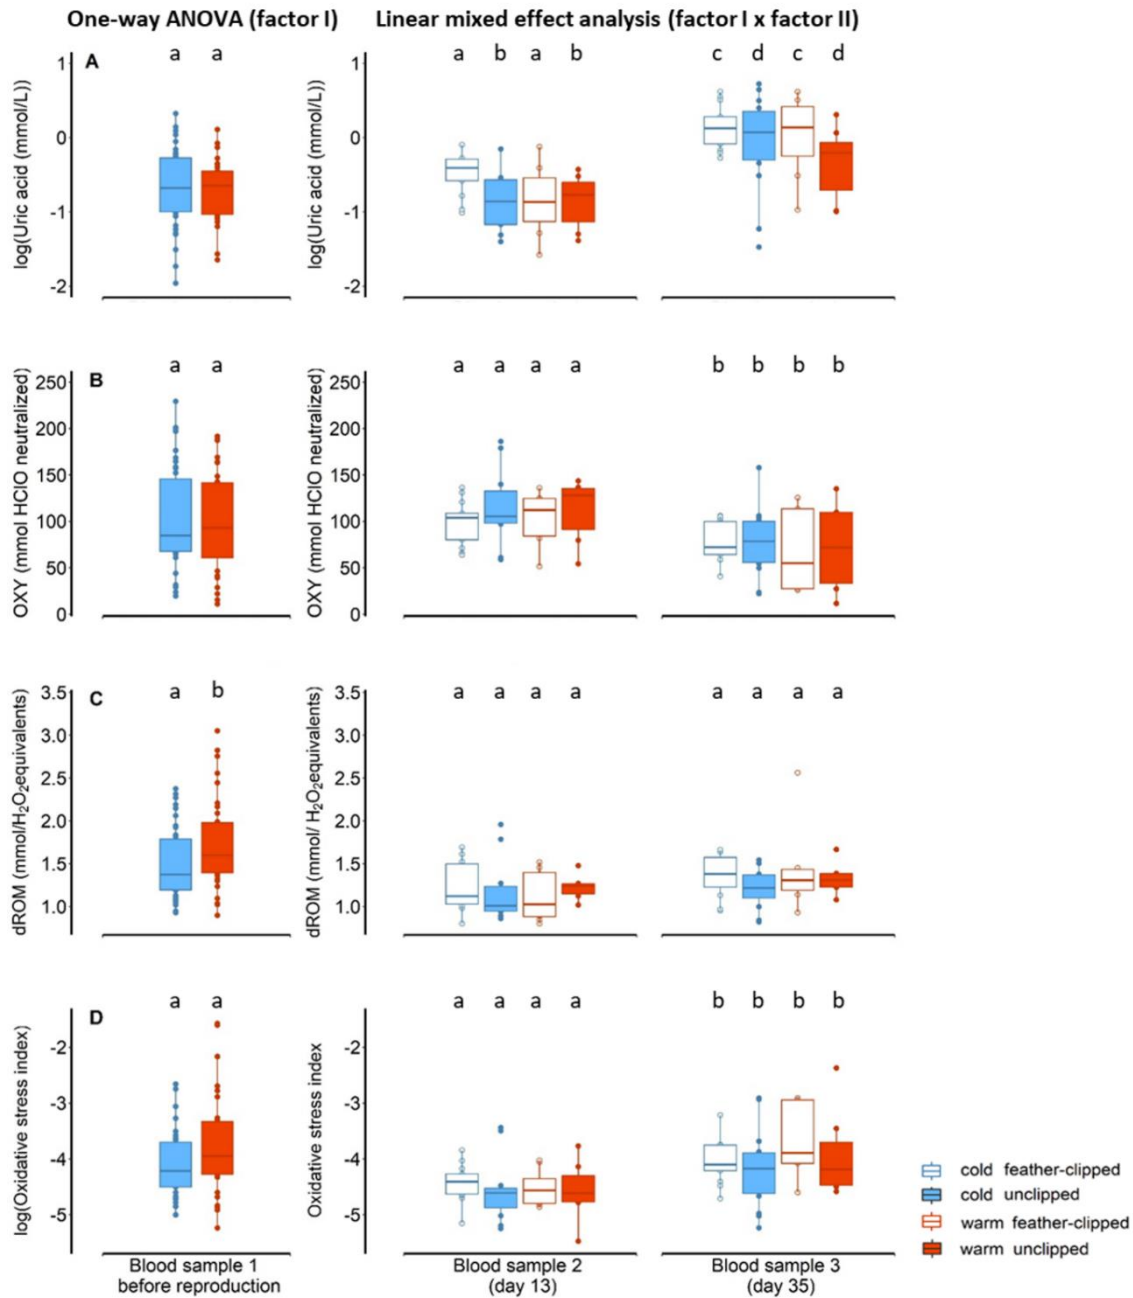 One-way ANOVA (factor I)
Linear mixed effect analysis (factor I x factor II)
A
a a
a b a b
c d c d
log(Uric acid (mmol/L))
1
0
-1
-2
log(Uric acid (mmol/L))
1
0
-1
-2
B
a a
a a a a
b b b b
OXY (mmol HClO neutralized)
250
200
150
100
50
0
OXY (mmol HClO neutralized)
250
200
150
100
50
0
C
a b
a a a a
a a a a
dROM (mmol/H₂O₂equivalents)
3.5
3.0
2.5
2.0
1.5
1.0
dROM (mmol/ H₂O₂equivalents)
3.5
3.0
2.5
2.0
1.5
1.0
D
a a
a a a a
b b b b
log(Oxidative stress index)
-2
-3
-4
-5
Oxidative stress index
-2
-3
-4
-5
Blood sample 1
before reproduction
Blood sample 2
(day 13)
Blood sample 3
(day 35)
cold feather-clipped
cold unclipped
warm feather-clipped
warm unclipped